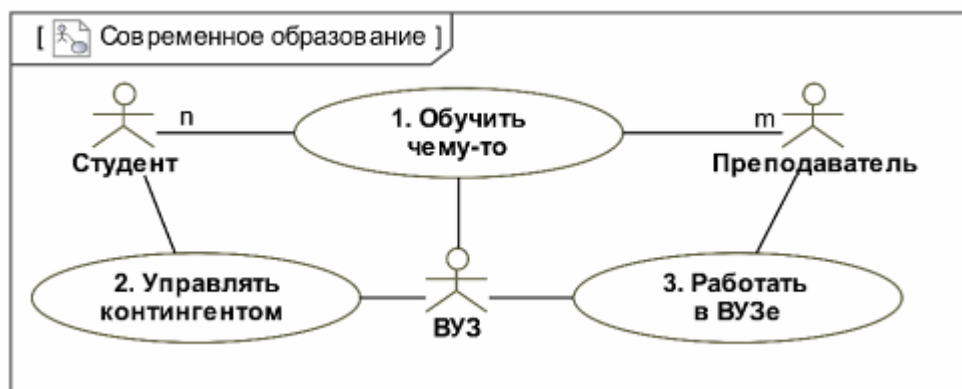 [ Современное образование ]
n
1. Обучить
чему-то
m
Студент
Преподаватель
2. Управлять
контингентом
ВУЗ
3. Работать
в ВУЗе